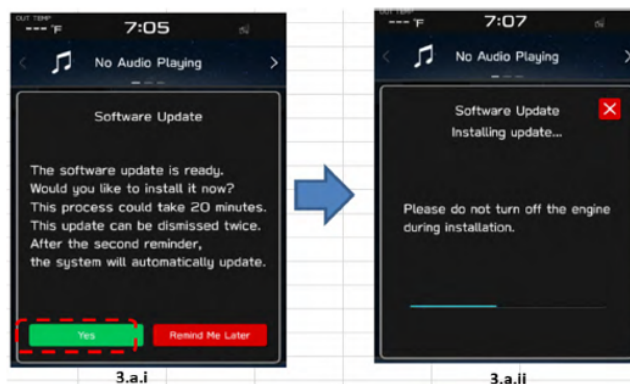 OUT TEMP
--- °F
7:05
No Audio Playing
Software Update
The software update is ready.
Would you like to install it now?
This process could take 20 minutes.
This update can be dismissed twice.
After the second reminder,
the system will automatically update.
Yes
Remind Me Later
3.a.i
OUT TEMP
--- °F
7:07
No Audio Playing
Software Update
Installing update...
Please do not turn off the engine
during installation.
3.a.ii